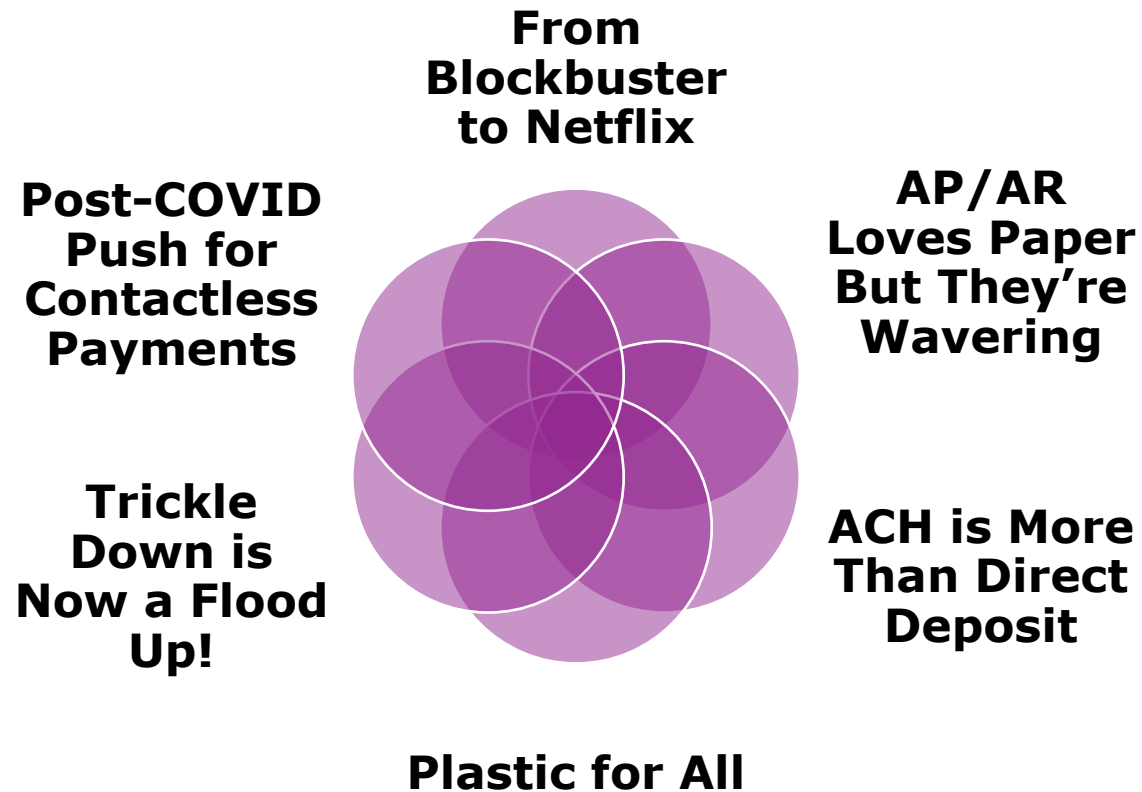 From
Blockbuster
to Netflix
AP/AR
Loves Paper
But They’re
Wavering
ACH is More
Than Direct
Deposit
Plastic for All
Trickle
Down is
Now a Flood
Up!
Post-COVID
Push for
Contactless
Payments